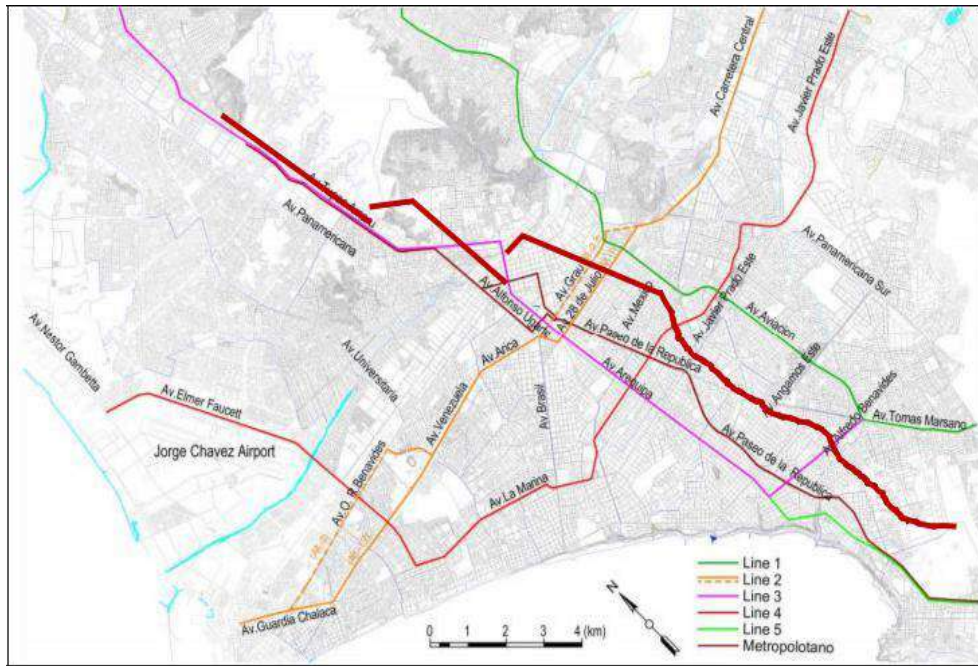 Av.Carretera Central
Av.Javier Prado Este
Av.Panamericana
Av.Panamericana Sur
Av.Grau
Av. 28 de Julio
Av.Mexico
Av.Javier Prado Este
Av.Alfonso Ugarte
Av.Aviacion
Av.Nestor Gambetta
Av.Universitaria
Av.Arica
Av.Paseo de la Republica
Av.Arequipa
Angamos Este
Av.Alfredo Benavides
Av.Tomas Marsano
Av.Elmer Faucett
Av.Venezuela
Av.Brasil
Jorge Chavez Airport
Av.O. R. Benavides
Av.Paseo de la Republica
Av.La Marina
Av.Guardia Chalaca
N
0 1 2 3 4 (km)
Line 1
Line 2
Line 3
Line 4
Line 5
Metropolotano